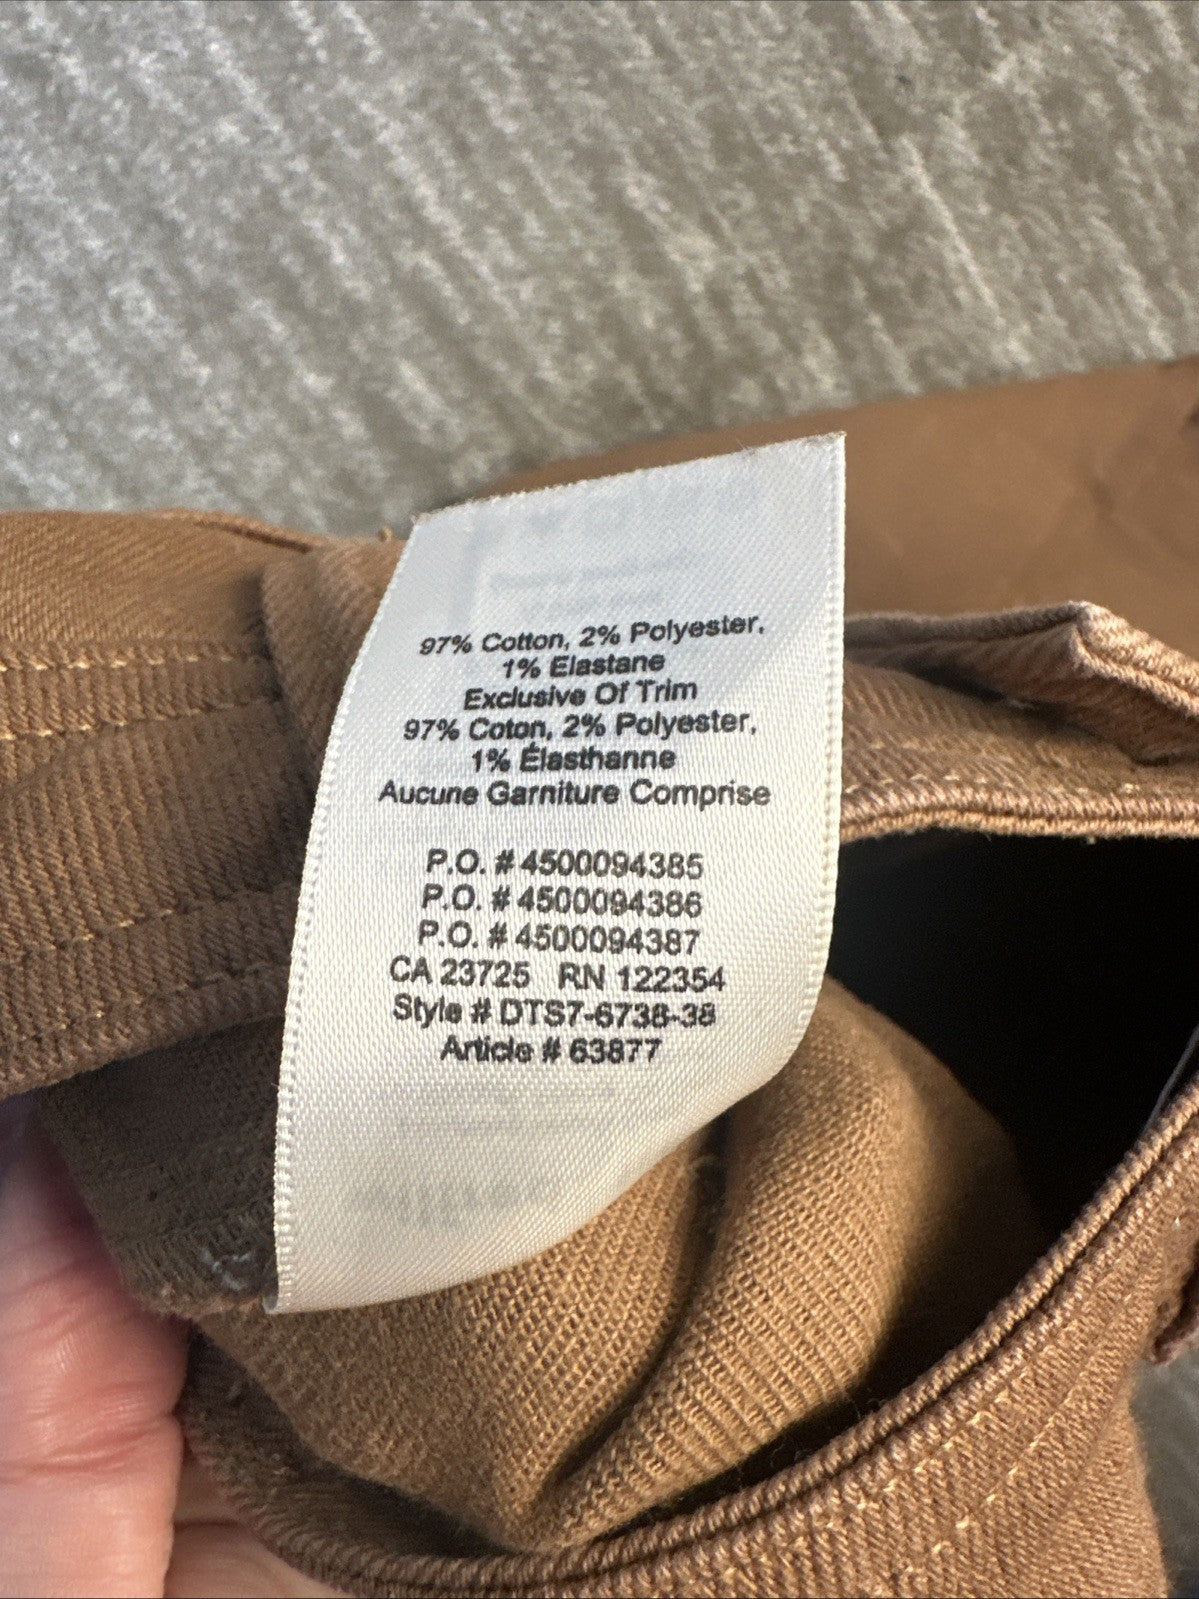 97% Cotton, 2% Polyester,
1% Elastane
Exclusive Of Trim
97% Coton, 2% Polyester,
1% Élasthanne
Aucune Garniture Comprise
P.O. # 4500094385
P.O. # 4500094386
P.O. # 4500094387
CA 23725 RN 122354
Style # DTS7-6738-38
Article # 63877